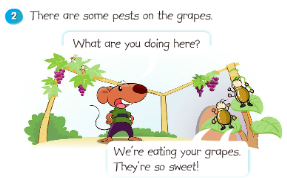 2 There are some pests on the grapes.
What are you doing here?
We're eating your grapes.
They're so sweet!